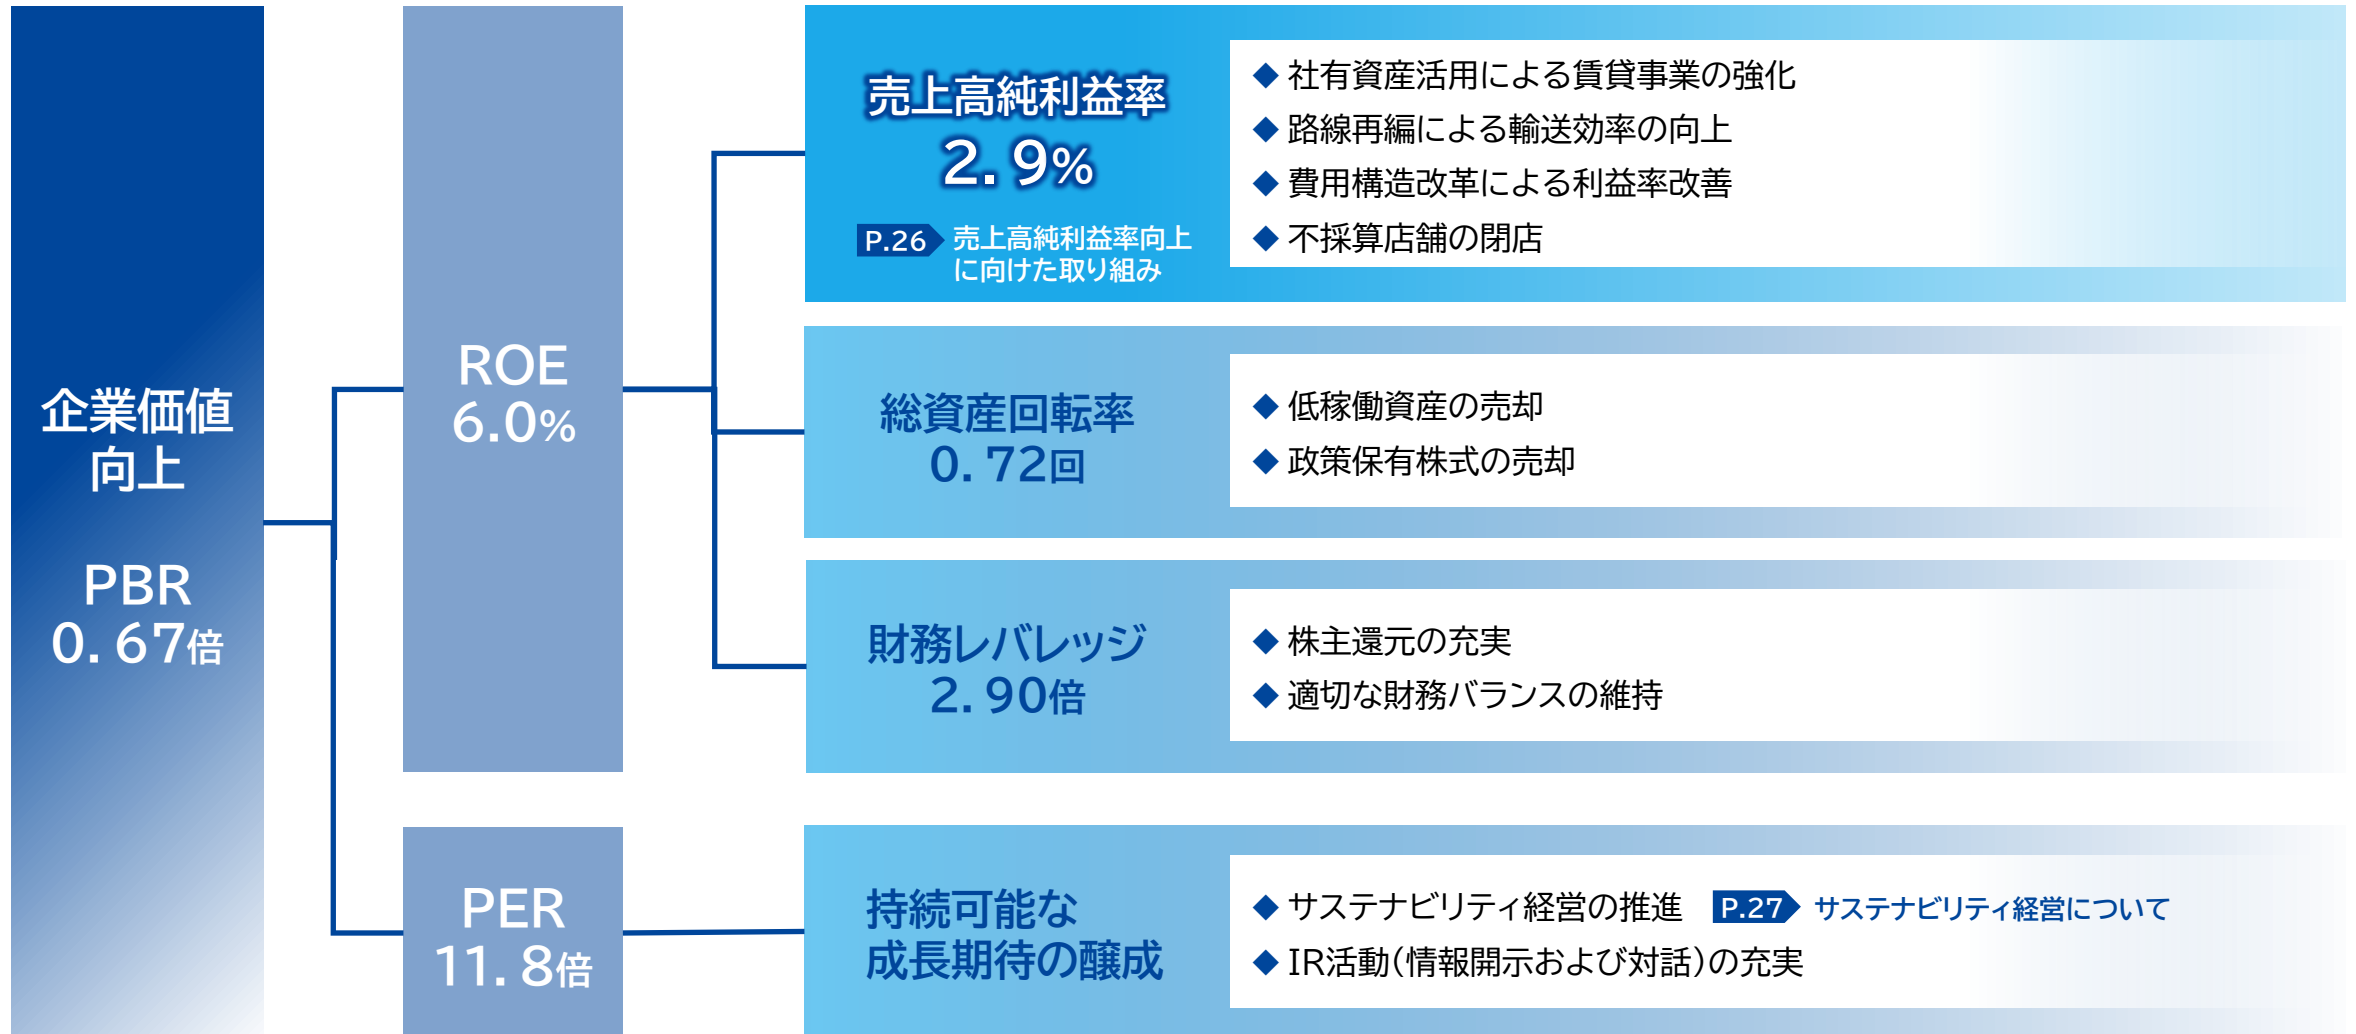 企業価値
向上
PBR
0.67倍
ROE
6.0%
PER
11.8倍
売上高純利益率
2.9%
P.26 売上高純利益率向上
に向けた取り組み
◆ 社有資産活用による賃貸事業の強化
◆ 路線再編による輸送効率の向上
◆ 費用構造改革による利益率改善
◆ 不採算店舗の閉店
総資産回転率
0.72回
◆ 低稼働資産の売却
◆ 政策保有株式の売却
財務レバレッジ
2.90倍
◆ 株主還元の充実
◆ 適切な財務バランスの維持
持続可能な
成長期待の醸成
◆ サステナビリティ経営の推進 P.27 サステナビリティ経営について
◆ IR活動(情報開示および対話)の充実